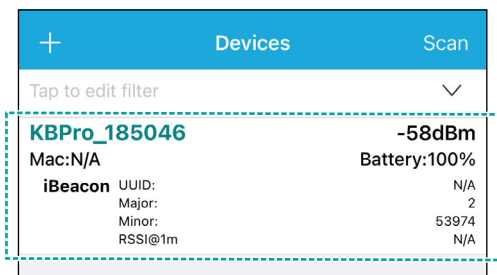 + Devices Scan
Tap to edit filter
KBPro_185046 -58dBm
Mac:N/A Battery:100%
iBeacon UUID: N/A
Major: 2
Minor: 53974
RSSI@1m N/A